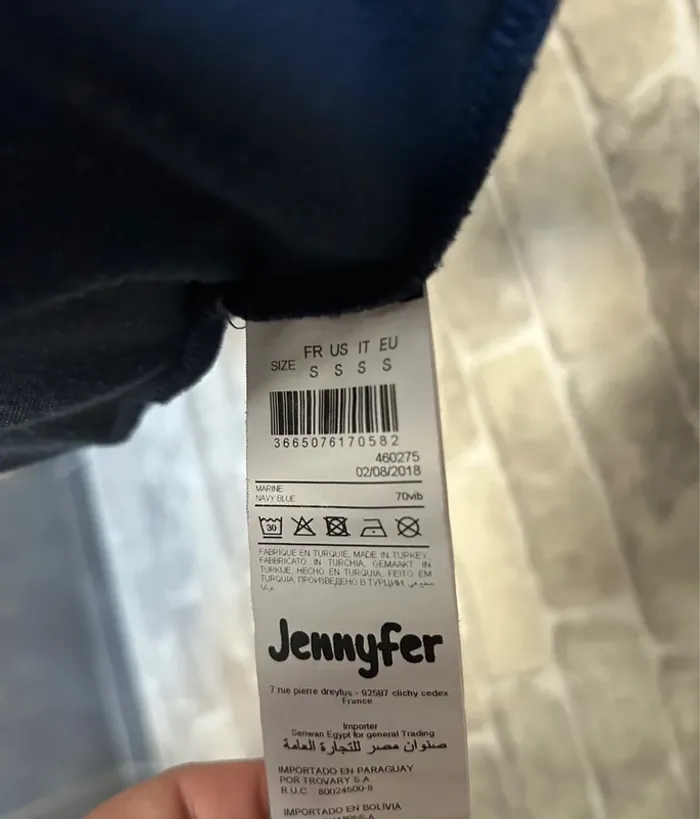 FR US IT EU
SIZE S S S S
3665076170582
460275
02/08/2018
MARINE
NAVY BLUE 70vib
30
FABRIQUE EN TURQUIE, MADE IN TURKEY,
FABBRICATO IN TURCHIA, GEMAAKT IN
TURKIJE, HECHO EN TURQUIA, FEITO EM
TURQUIA, ПРОИЗВЕДЕНО В ТУРЦИИ,
Jennyfer
7 rue pierre dreyfus - 92587 clichy cedex
France
Importer
Senwan Egypt for general Trading
صنوان مصر للتجارة العامة
IMPORTADO EN PARAGUAY
POR TROVARY S.A
R.U.C. 80024500-8
IMPORTADO EN BOLIVIA